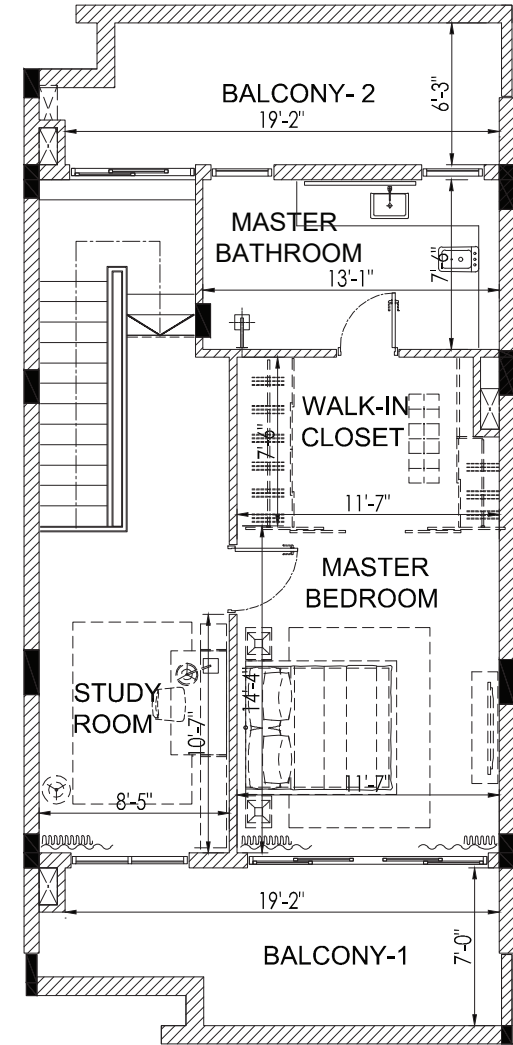 BALCONY- 2
19'-2"
6'-3"
MASTER
BATHROOM
13'-1"
7'-6"
WALK-IN
CLOSET
7'-6"
11'-7"
MASTER
BEDROOM
14'-4"
11'-7"
STUDY
ROOM
10'-7"
8'-5"
19'-2"
BALCONY-1
7'-0"